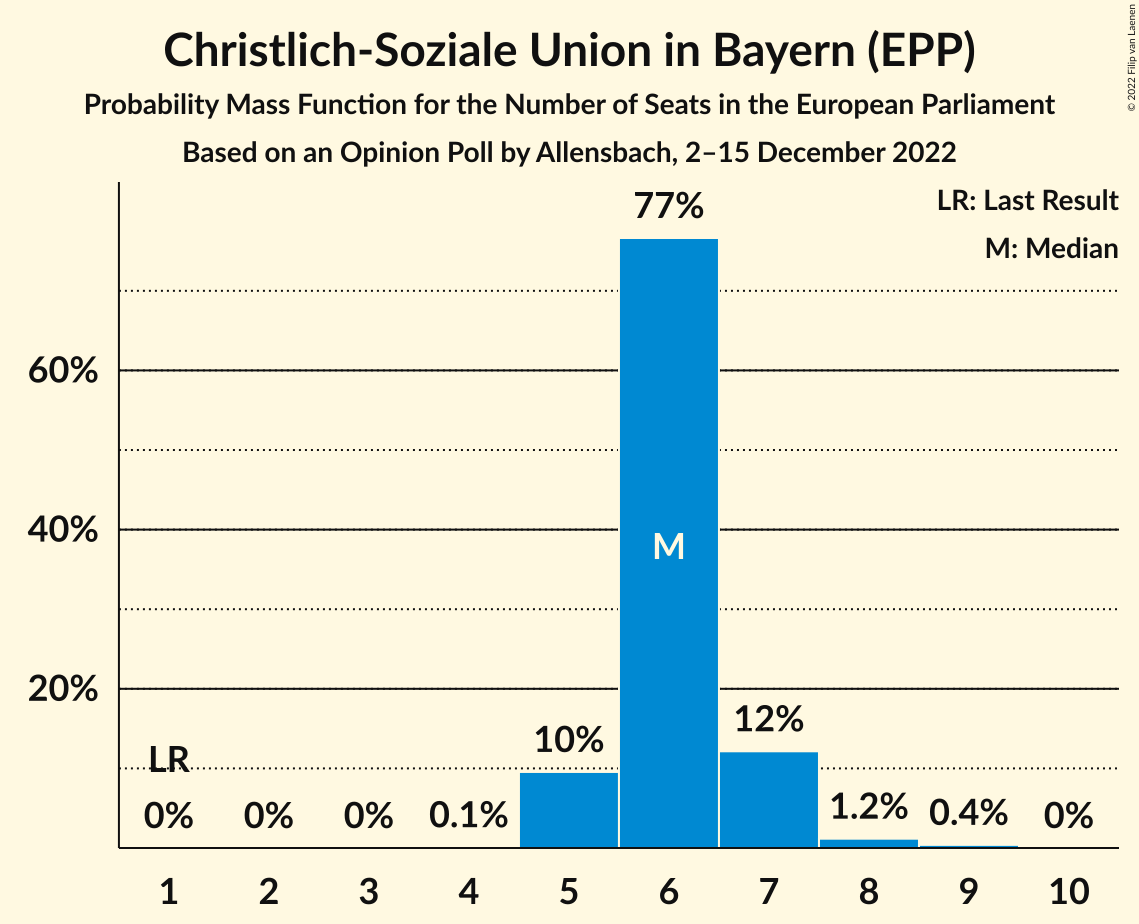 Christlich-Soziale Union in Bayern (EPP)
Probability Mass Function for the Number of Seats in the European Parliament
Based on an Opinion Poll by Allensbach, 2–15 December 2022
© 2022 Filip van Laenen
LR: Last Result
M: Median
77%
60%
40%
M
20%
12%
10%
LR
0%
0%
0%
0.1%
1.2%
0.4%
0%
1
2
3
4
5
6
7
8
9
10